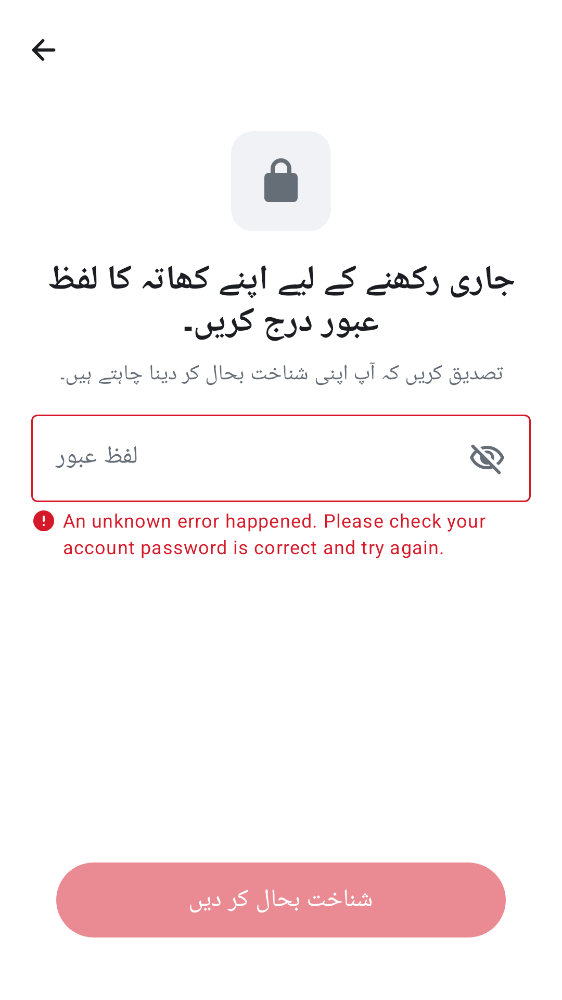 جاری رکھنے کے لیے اپنے کھاتہ کا لفظ
عبور درج کریں۔
تصدیق کریں کہ آپ اپنی شناخت بحال کر دینا چاہتے ہیں۔
لفظ عبور
An unknown error happened. Please check your
account password is correct and try again.
شناخت بحال کر دیں